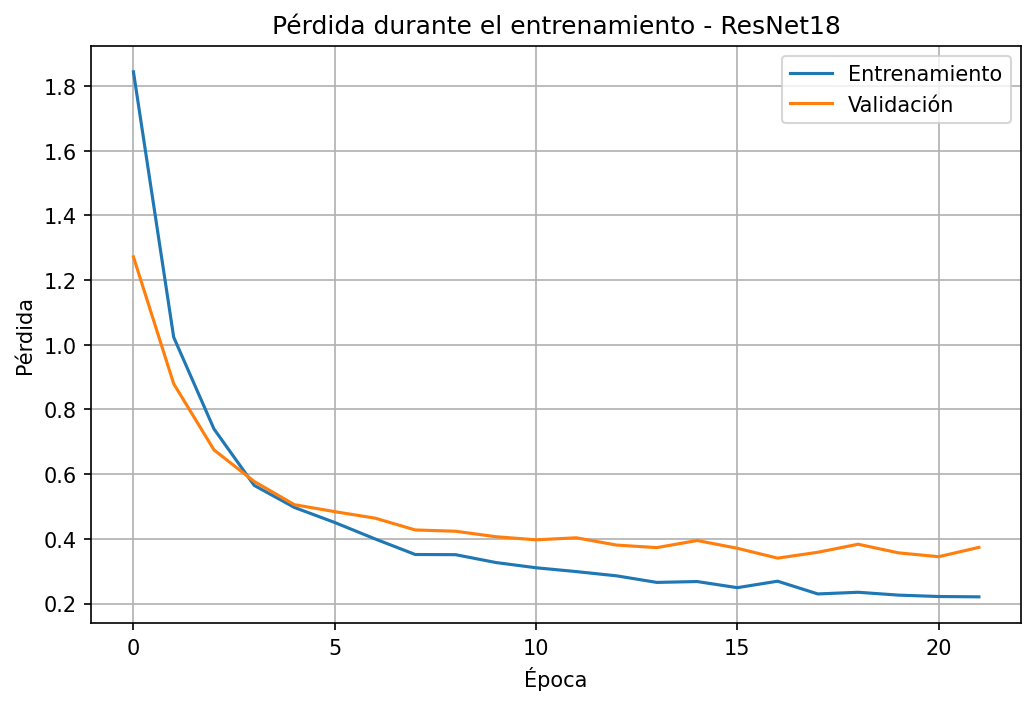 Pérdida durante el entrenamiento - ResNet18
Entrenamiento
Validación
1.8
1.6
1.4
1.2
1.0
0.8
0.6
0.4
0.2
Pérdida
0 5 10 15 20
Época